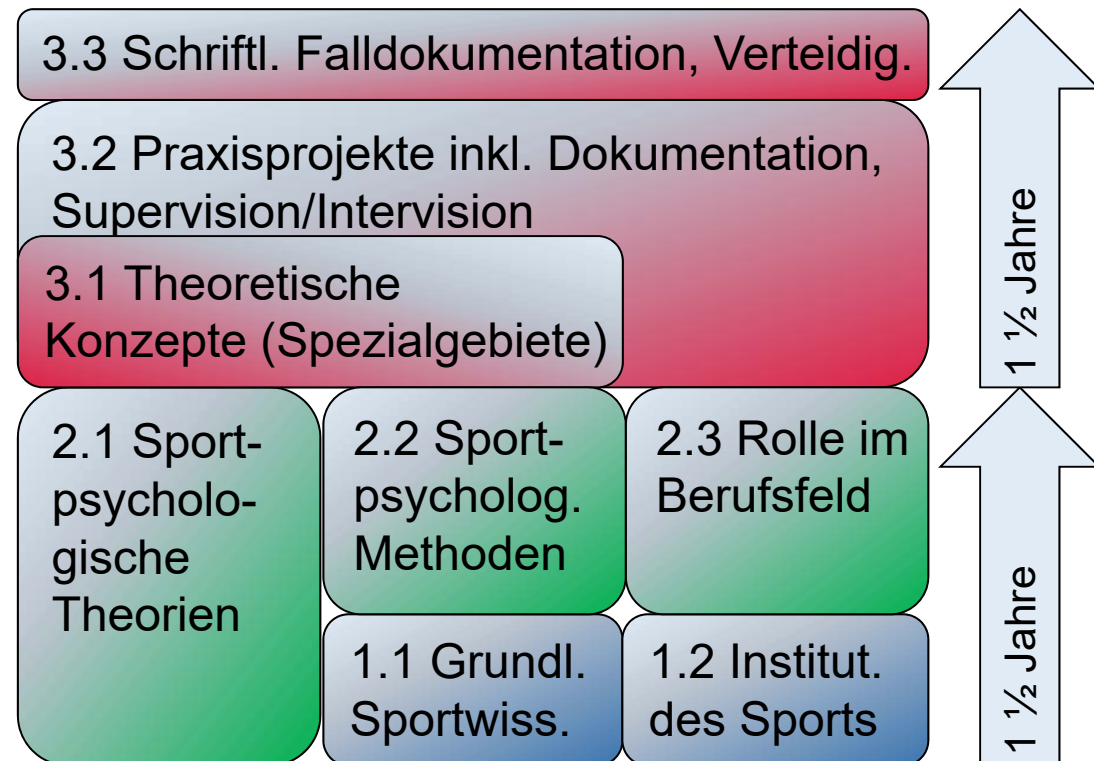 3.3 Schriftl. Falldokumentation, Verteidig.
3.2 Praxisprojekte inkl. Dokumentation,
Supervision/Intervision
3.1 Theoretische
Konzepte (Spezialgebiete)
1 ½ Jahre
2.1 Sport-
psycholo-
gische
Theorien
2.2 Sport-
psycholog.
Methoden
2.3 Rolle im
Berufsfeld
1.1 Grundl.
Sportwiss.
1.2 Institut.
des Sports
1 ½ Jahre